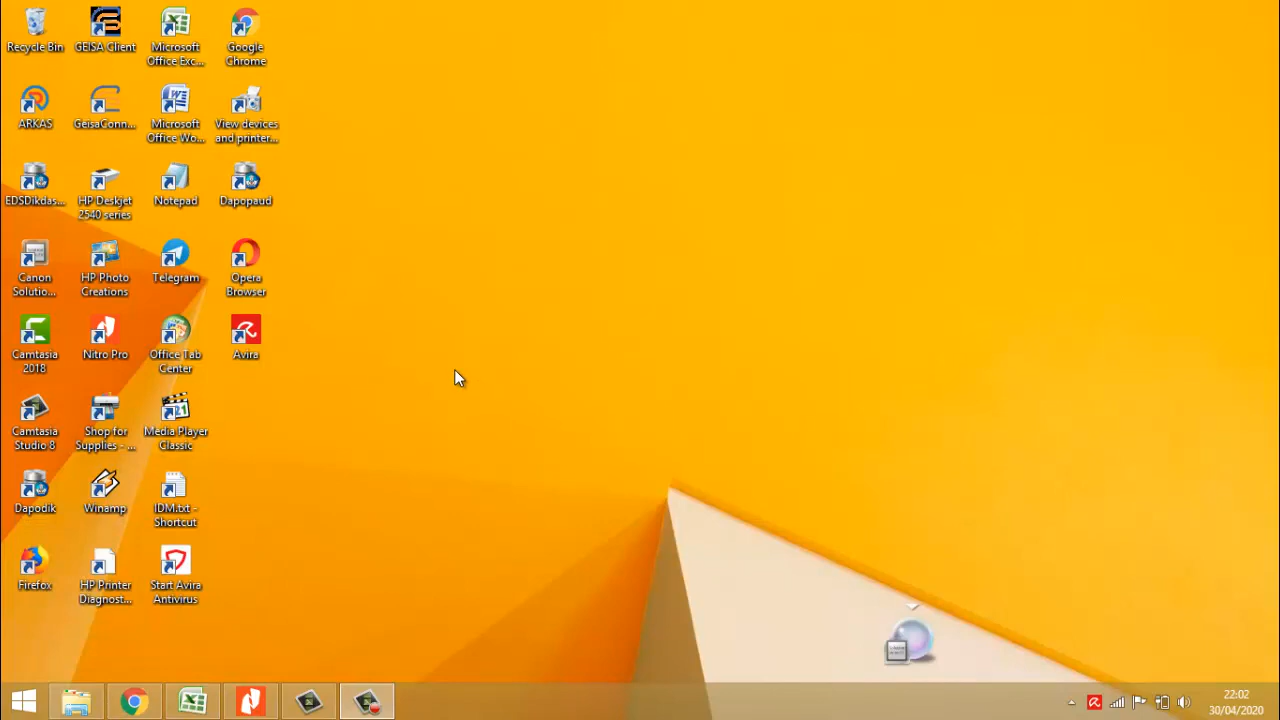 Recycle Bin
GEISA Client
Microsoft
Office Exc...
Google
Chrome
ARKAS
GeisaConn...
Microsoft
Office Wo...
View devices
and printer...
EDSDikdas...
HP Deskjet
2540 series
Notepad
Dapopaud
Canon
Solutio...
HP Photo
Creations
Telegram
Opera
Browser
Camtasia
2018
Nitro Pro
Office Tab
Center
Avira
Camtasia
Studio 8
Shop for
Supplies - ...
Media Player
Classic
Dapodik
Winamp
IDM.txt -
Shortcut
Firefox
HP Printer
Diagnost...
Start Avira
Antivirus
22:02
30/04/2020